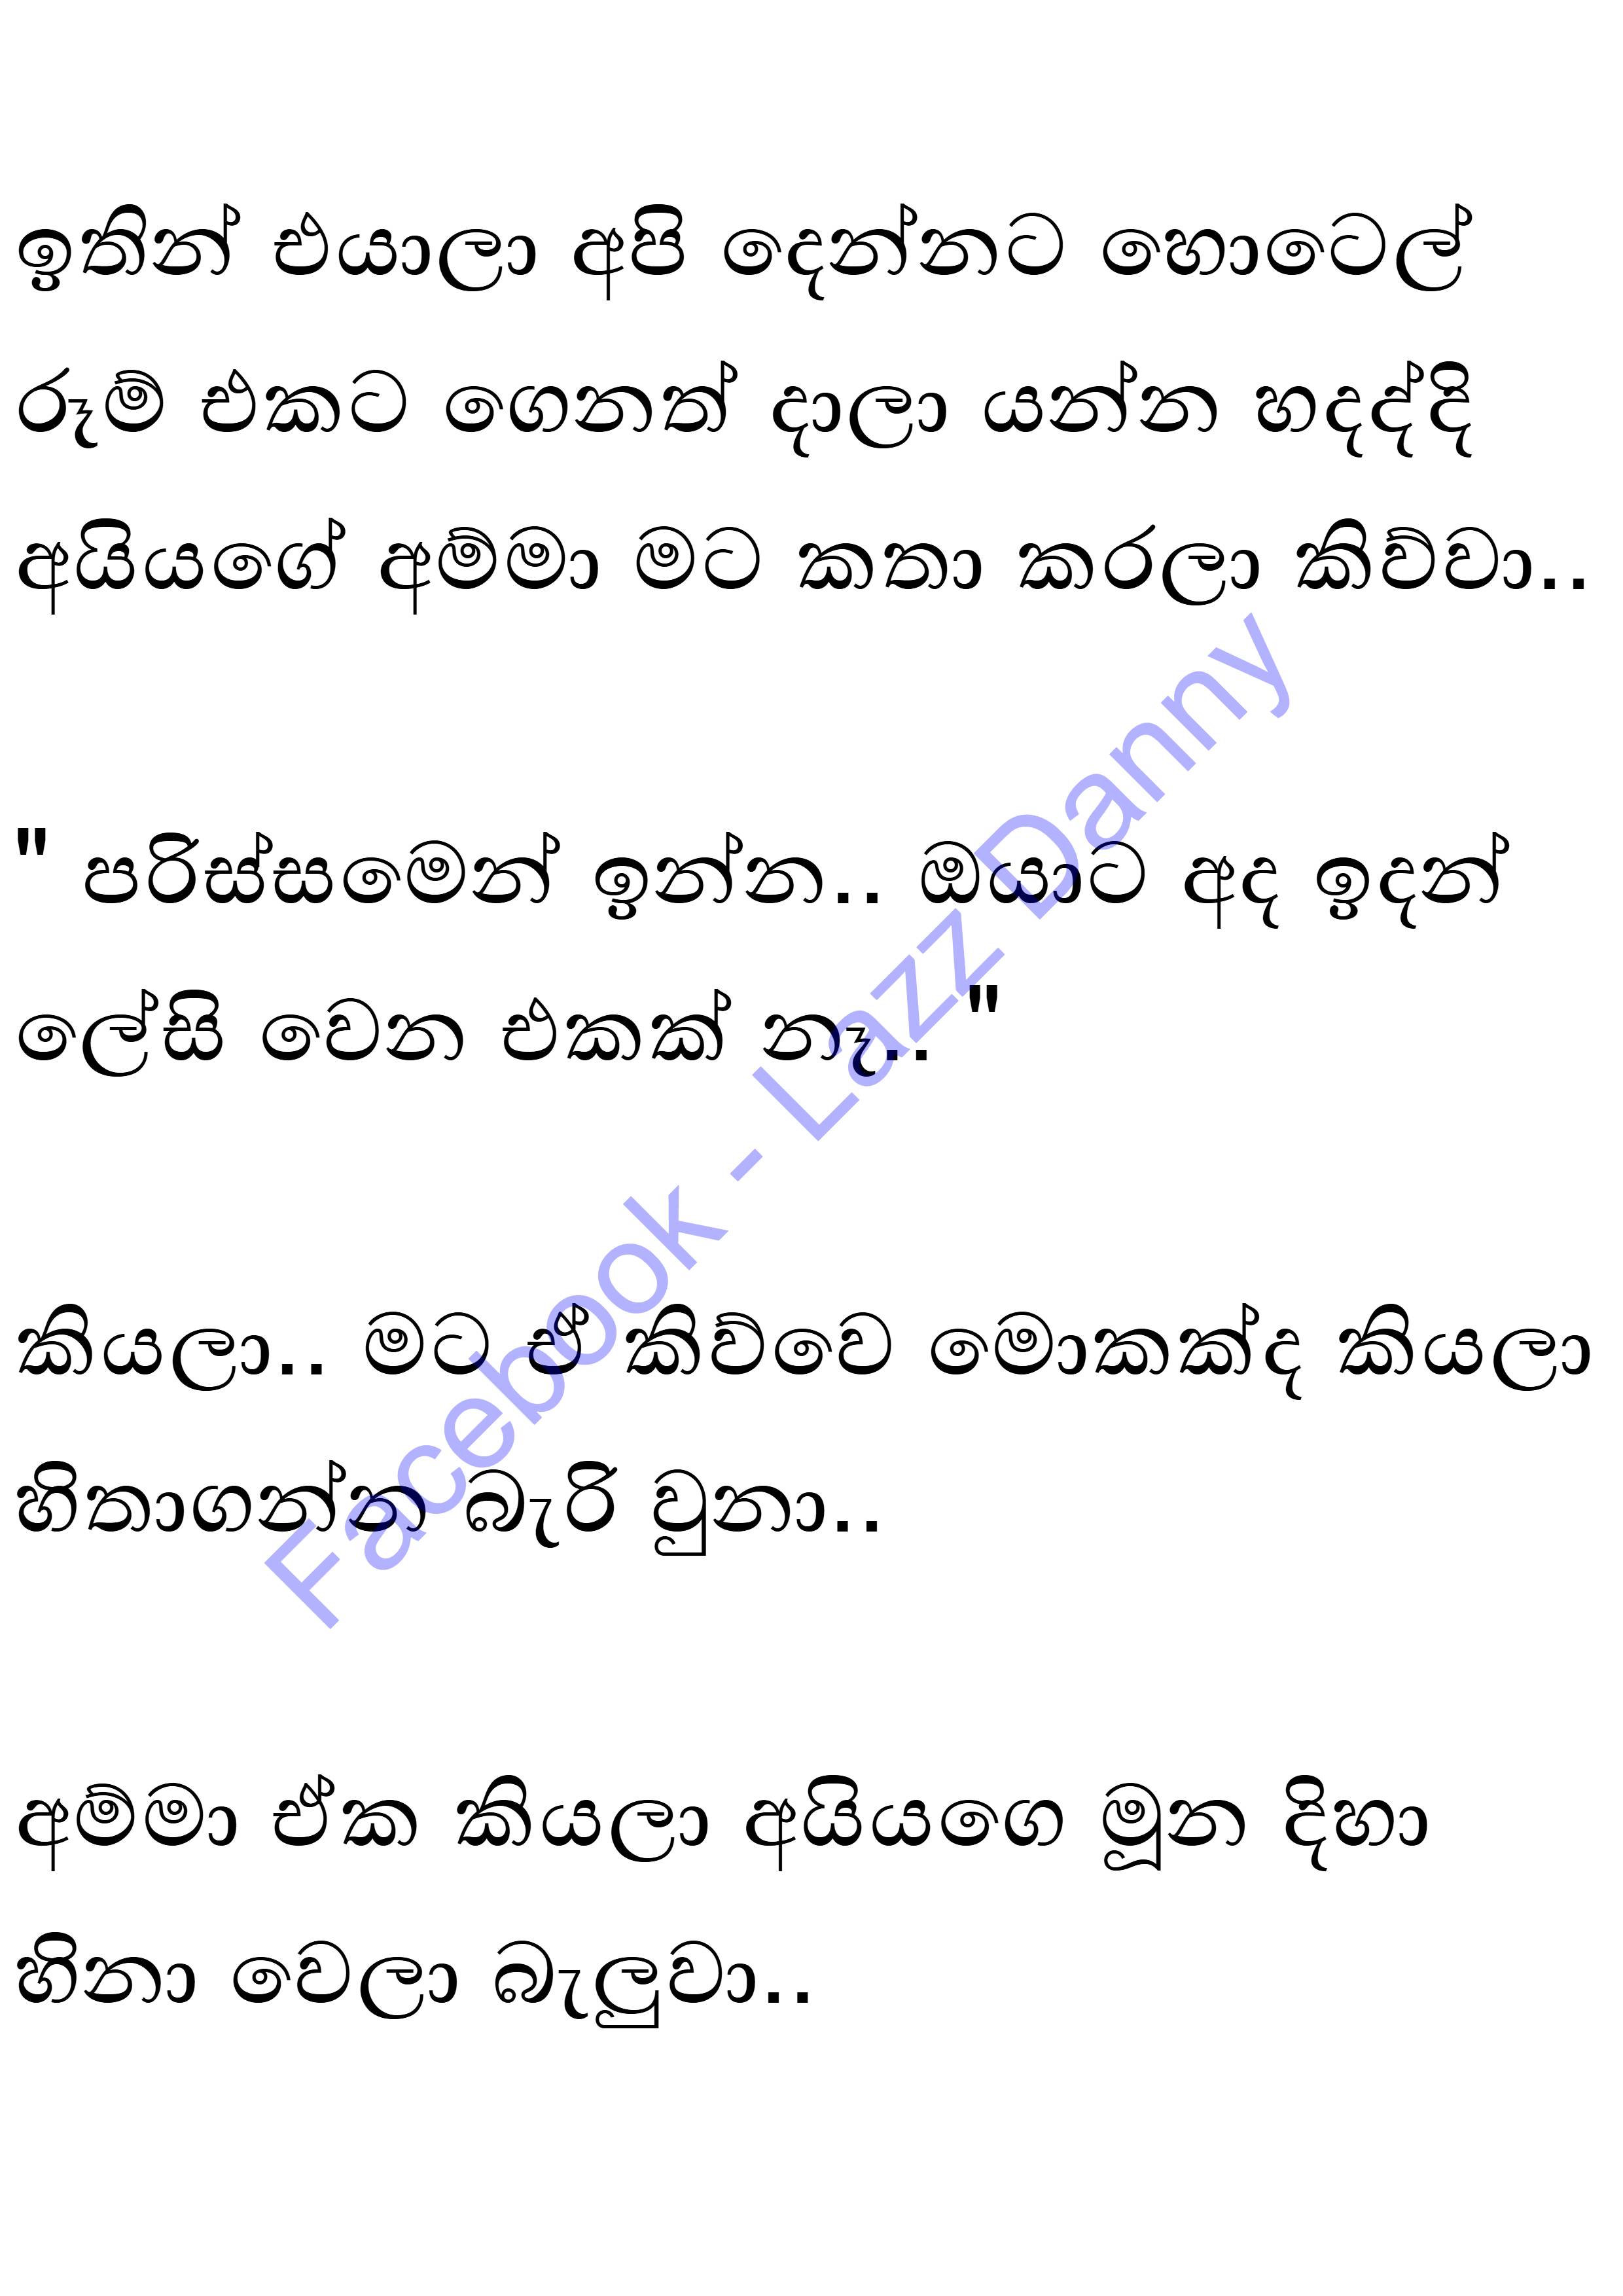 ඉතින් එයාලා අපි දෙන්නට හොටෙල්
රූම් එකට ගෙනත් දාලා යන්න හදද්දි
අයියගේ අම්මා මට කතා කරලා කිව්වා..
" පරිස්සමෙන් ඉන්න.. ඔයාට අද ඉදන්
ලේසි වෙන එකක් නෑ.. "
කියලා.. මට ඒ කිව්වෙ මොකක්ද කියලා
හිතාගන්න බැරි වුනා..
අම්මා ඒක කියලා අයියගෙ මූන දිහා
හිනා වෙලා බැලුවා..
Facebook - Lazz Danny